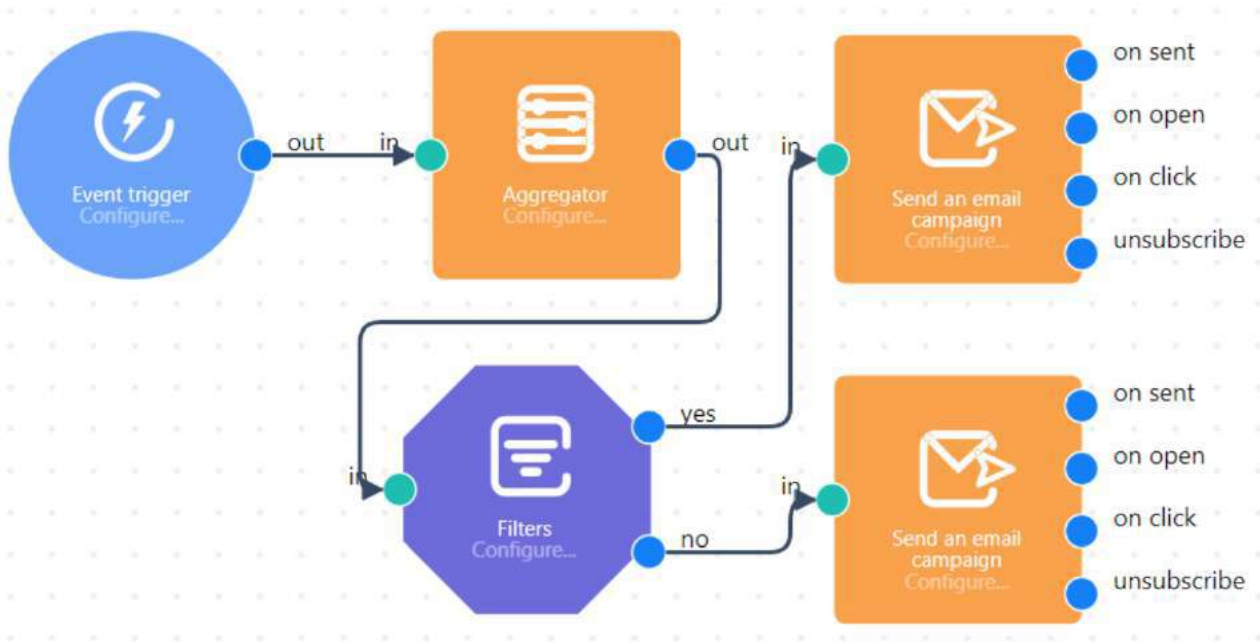 Event trigger
Configure...
out
in
Aggregator
Configure...
out
in
Send an email
campaign
Configure...
on sent
on open
on click
unsubscribe
in
Filters
Configure...
yes
no
in
Send an email
campaign
Configure...
on sent
on open
on click
unsubscribe